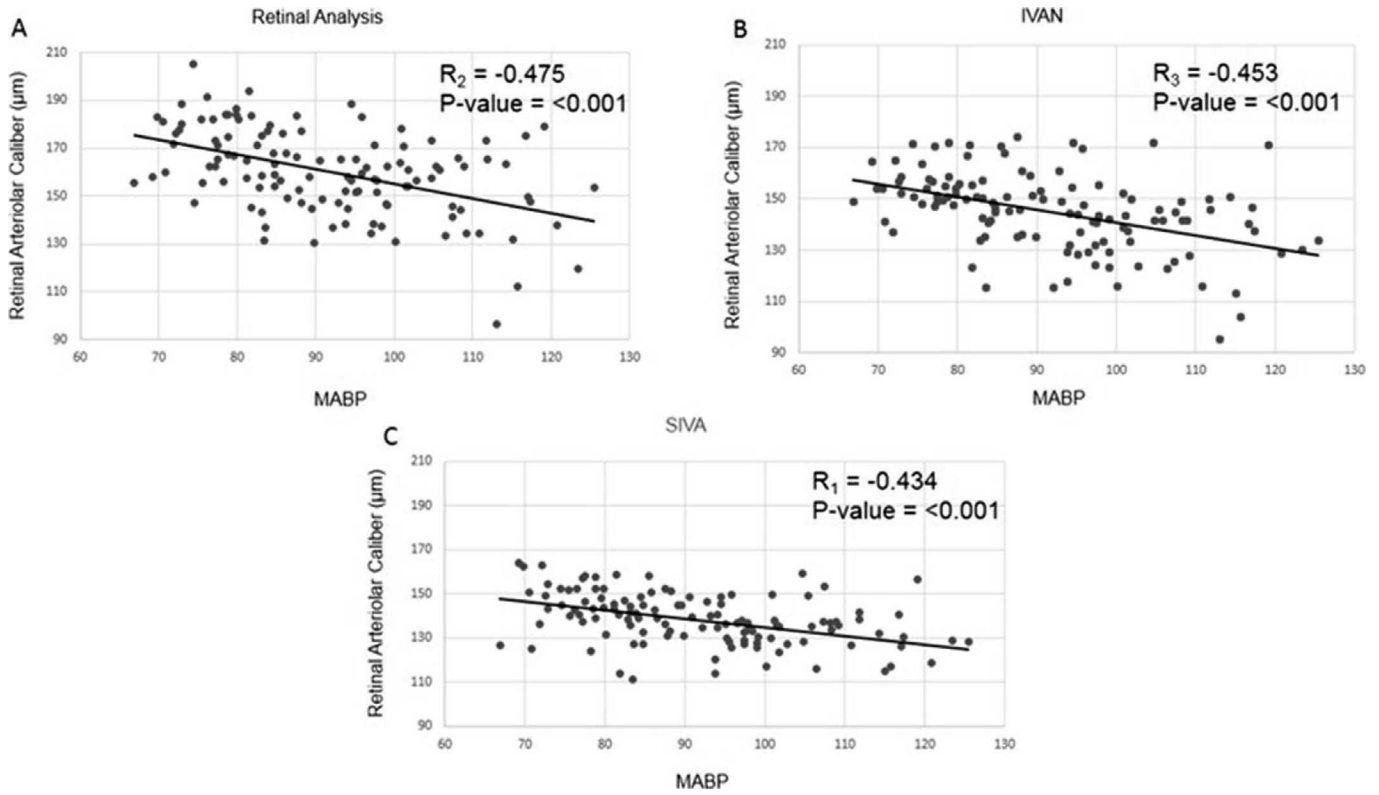 A
Retinal Analysis
Retinal Arteriolar Caliber (µm)
210
190
170
150
130
110
90
R₂ = -0.475
P-value = <0.001
60 70 80 90 100 110 120 130
MABP
B
IVAN
Retinal Arteriolar Caliber (µm)
210
190
170
150
130
110
90
R₃ = -0.453
P-value = <0.001
60 70 80 90 100 110 120 130
MABP
C
SIVA
Retinal Arteriolar Caliber (µm)
210
190
170
150
130
110
90
R₁ = -0.434
P-value = <0.001
60 70 80 90 100 110 120 130
MABP